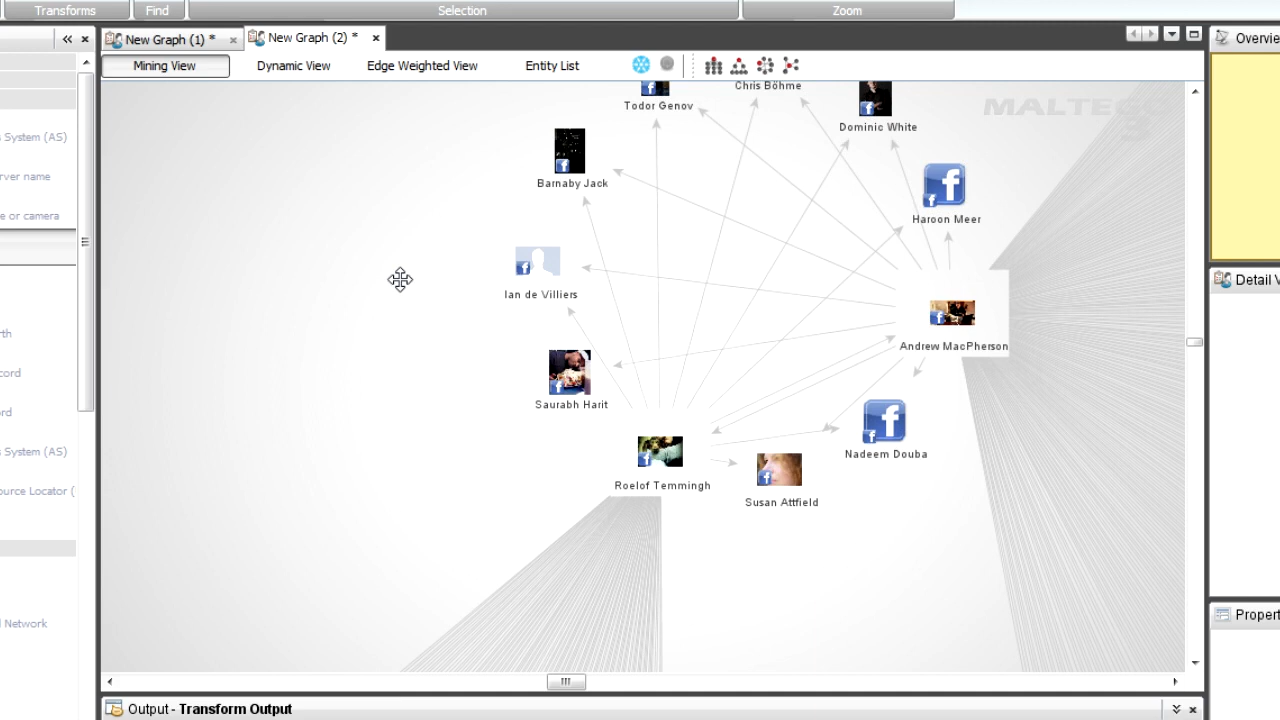 Transforms
Find
Selection
Zoom
New Graph (1) *
New Graph (2) *
Overvie
Mining View
Dynamic View
Edge Weighted View
Entity List
MALTEGO
Chris Böhme
Todor Genov
Dominic White
s System (AS)
rver name
Barnaby Jack
e or camera
Haroon Meer
Detail V
Ian de Villiers
rth
Andrew MacPherson
cord
Saurabh Harit
rd
s System (AS)
Nadeem Douba
Roelof Temmingh
ource Locator (
Susan Attfield
Propert
l Network
Output - Transform Output